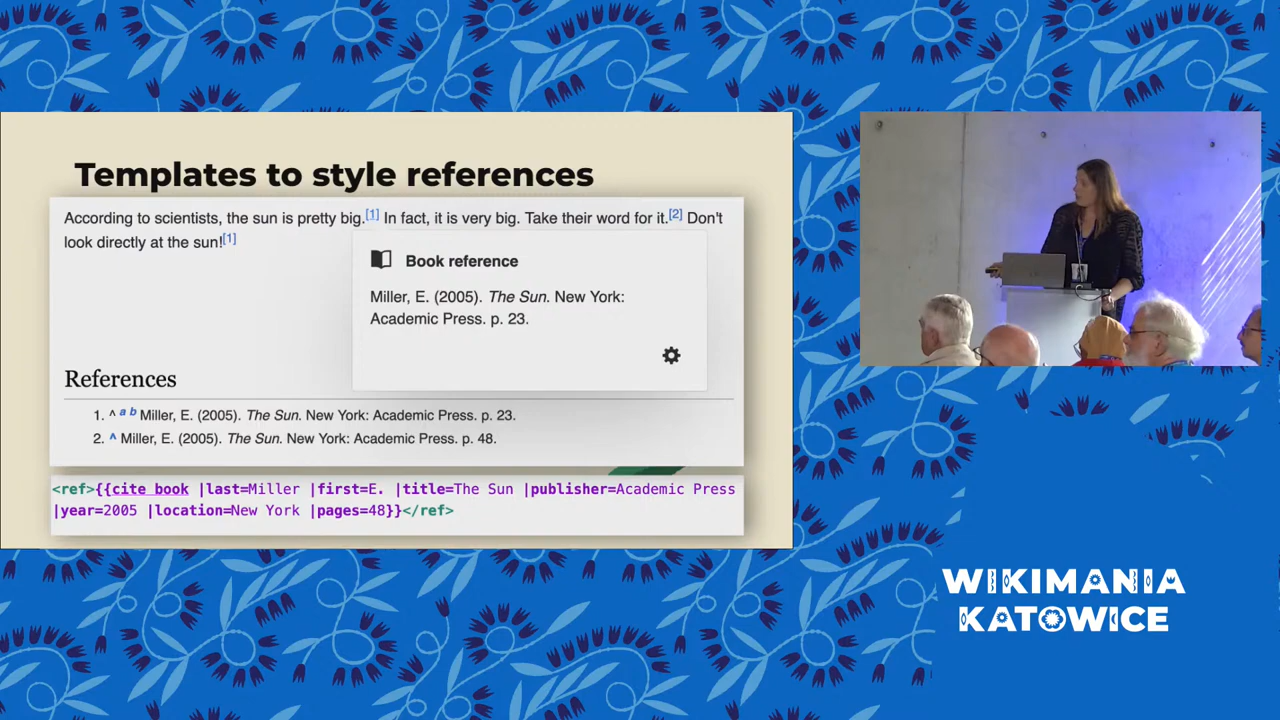 Templates to style references
According to scientists, the sun is pretty big.[1] In fact, it is very big. Take their word for it.[2] Don't
look directly at the sun![1]
Book reference
Miller, E. (2005). The Sun. New York:
Academic Press. p. 23.
References
1. ^ a b Miller, E. (2005). The Sun. New York: Academic Press. p. 23.
2. ^ Miller, E. (2005). The Sun. New York: Academic Press. p. 48.
<ref>{{cite book |last=Miller |first=E. |title=The Sun |publisher=Academic Press
|year=2005 |location=New York |pages=48}}</ref>
WIKIMANIA
KATOWICE